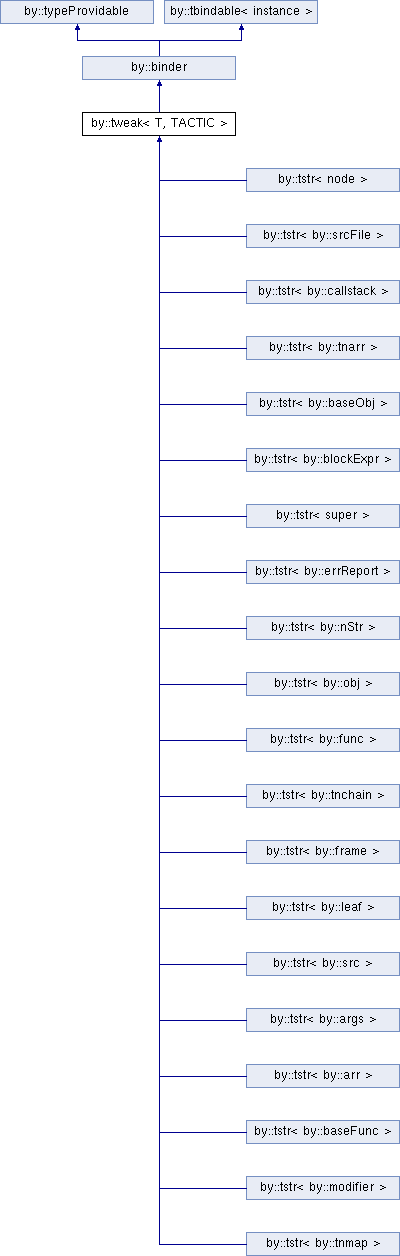 by::typeProvidable
by::tbindable< instance >
by::binder
by::tweak< T, TACTIC >
by::tstr< node >
by::tstr< by::srcFile >
by::tstr< by::callstack >
by::tstr< by::tnarr >
by::tstr< by::baseObj >
by::tstr< by::blockExpr >
by::tstr< super >
by::tstr< by::errReport >
by::tstr< by::nStr >
by::tstr< by::obj >
by::tstr< by::func >
by::tstr< by::tnchain >
by::tstr< by::frame >
by::tstr< by::leaf >
by::tstr< by::src >
by::tstr< by::args >
by::tstr< by::arr >
by::tstr< by::baseFunc >
by::tstr< by::modifier >
by::tstr< by::tnmap >